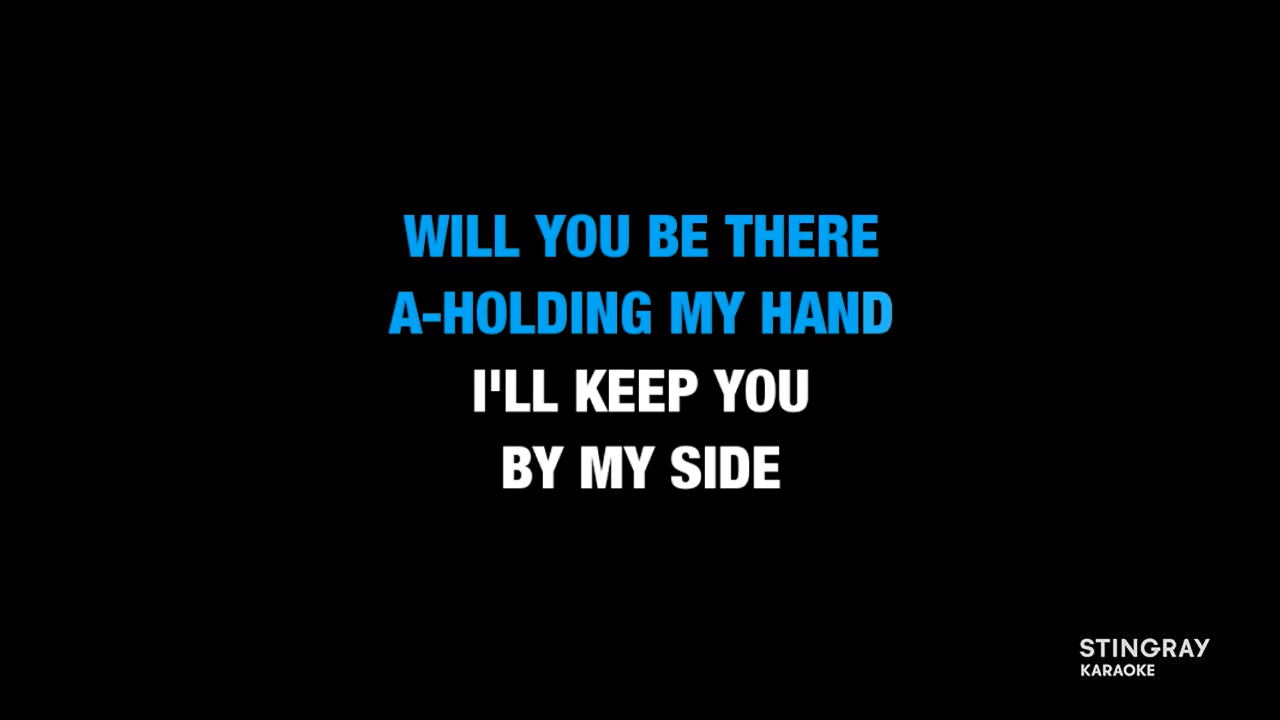 WILL YOU BE THERE
A-HOLDING MY HAND
I'LL KEEP YOU
BY MY SIDE
STINGRAY
KARAOKE